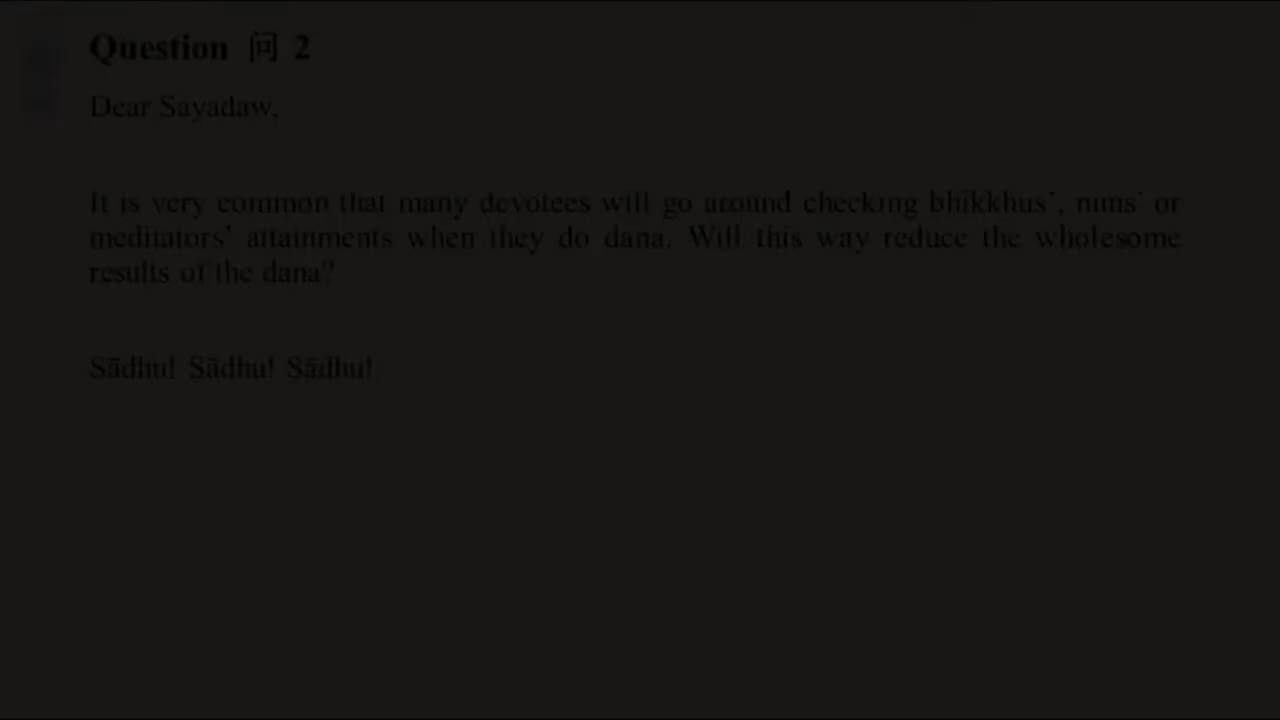 Question 问 2
Dear Sayadaw,
It is very common that many devotees will go around checking bhikkhus’, nuns’ or
meditators’ attainments when they do dana. Will this way reduce the wholesome
results of the dana?
Sādhu! Sādhu! Sādhu!